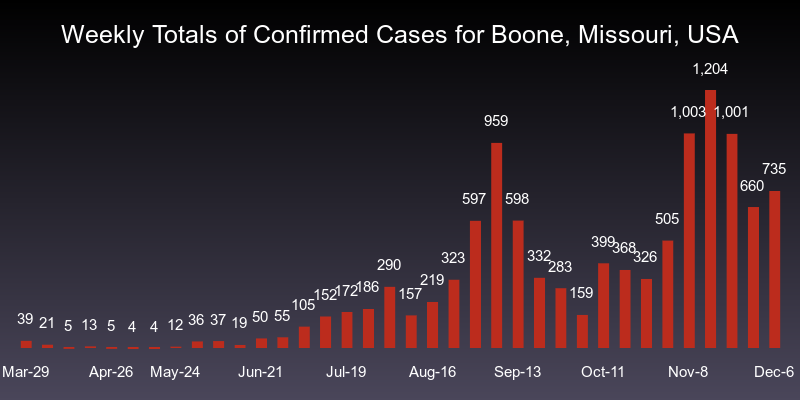 Weekly Totals of Confirmed Cases for Boone, Missouri, USA
39 21 5 13 5 4 4 12 36 37 19 50 55 105 152 172 186 290 157 219 323 597 959 598 332 283 159 399 368 326 505 1,003 1,204 1,001 660 735
Mar-29 Apr-26 May-24 Jun-21 Jul-19 Aug-16 Sep-13 Oct-11 Nov-8 Dec-6